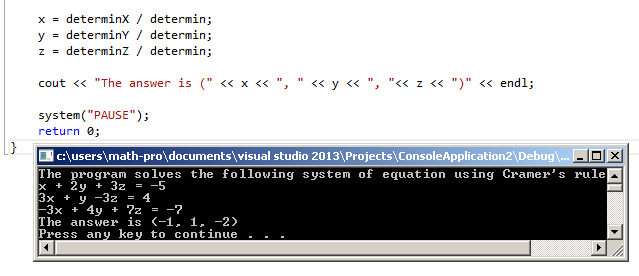 x = determinX / determin;
y = determinY / determin;
z = determinZ / determin;
cout << "The answer is (" << x << ", " << y << ", "<< z << ")" << endl;
system("PAUSE");
return 0;
}
c:\users\math-pro\documents\visual studio 2013\Projects\ConsoleApplication2\Debug\...
The program solves the following system of equation using Cramer's rule
x + 2y + 3z = -5
3x + y -3z = 4
-3x + 4y + 7z = -7
The answer is (-1, 1, -2)
Press any key to continue . . .